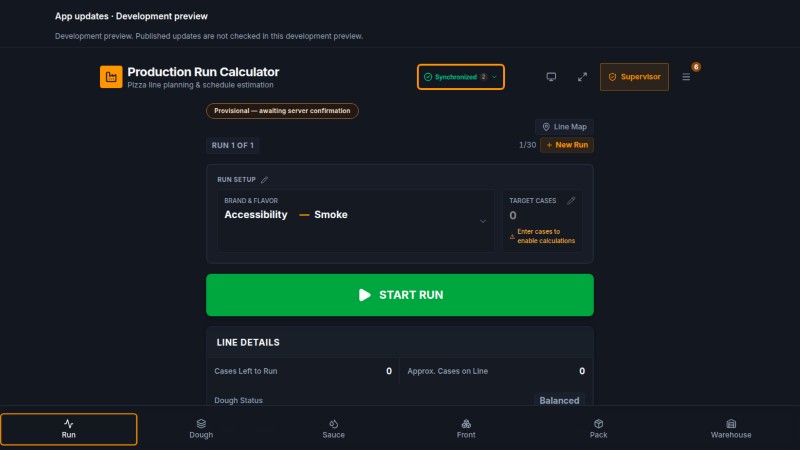 App updates · Development preview
Development preview. Published updates are not checked in this development preview.
Production Run Calculator
Pizza line planning & schedule estimation
Synchronized 2
Supervisor
6
Provisional — awaiting server confirmation
Line Map
RUN 1 OF 1
1/30
+ New Run
RUN SETUP
BRAND & FLAVOR
Accessibility — Smoke
TARGET CASES
0
Enter cases to
enable calculations
START RUN
LINE DETAILS
Cases Left to Run 0
Approx. Cases on Line 0
Dough Status Balanced
Run
Dough
Sauce
Front
Pack
Warehouse